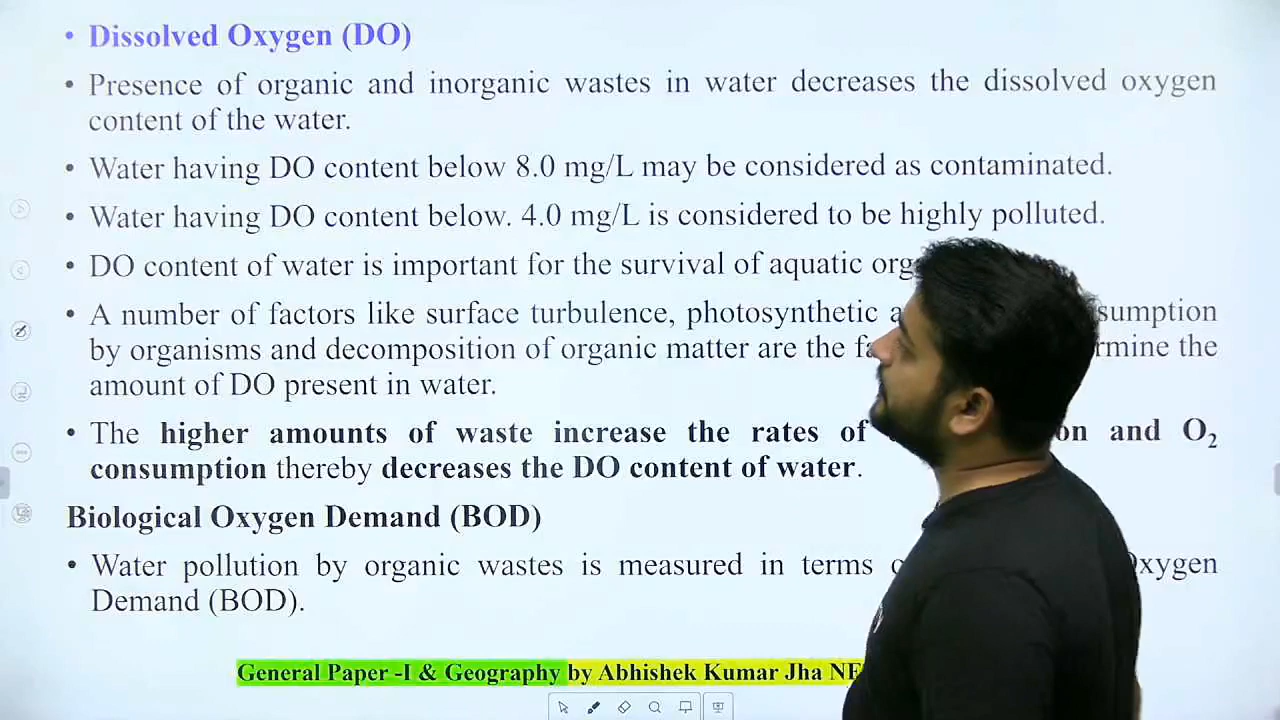 • Dissolved Oxygen (DO)
• Presence of organic and inorganic wastes in water decreases the dissolved oxygen
content of the water.
• Water having DO content below 8.0 mg/L may be considered as contaminated.
• Water having DO content below. 4.0 mg/L is considered to be highly polluted.
• DO content of water is important for the survival of aquatic
• A number of factors like surface turbulence, photosynthetic
by organisms and decomposition of organic matter are the the
amount of DO present in water.
• The higher amounts of waste increase the rates of and O₂
consumption thereby decreases the DO content of water.
Biological Oxygen Demand (BOD)
• Water pollution by organic wastes is measured in terms Oxygen
Demand (BOD).
General Paper -I & Geography by Abhishek Kumar Jha